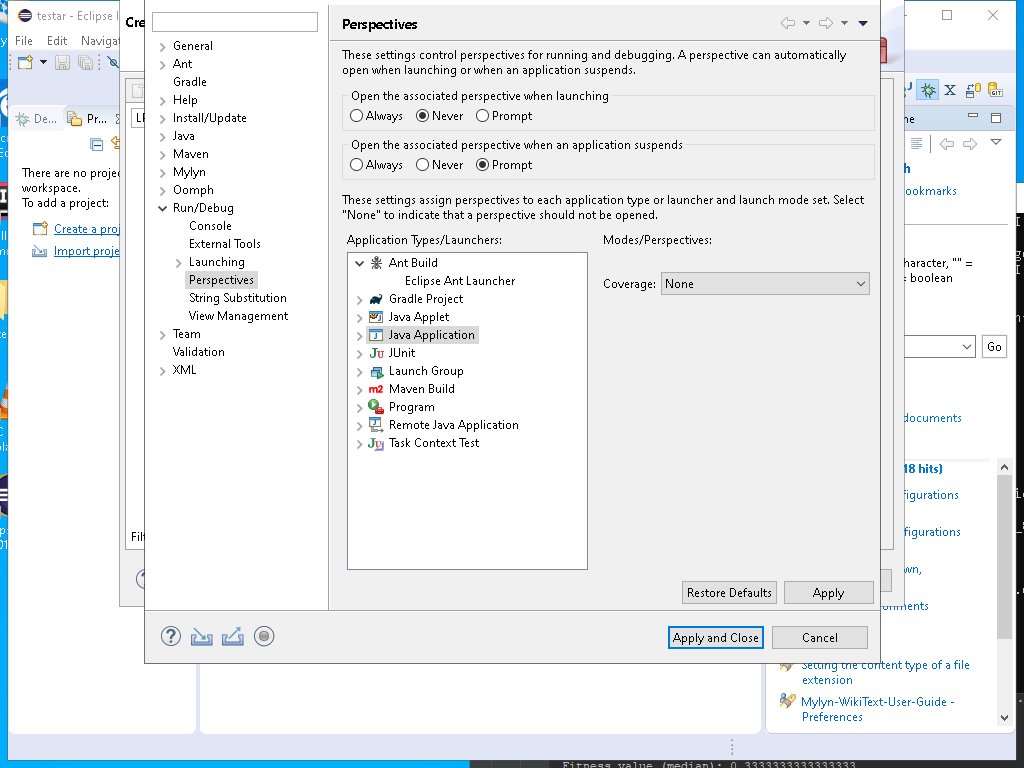 testar - Eclipse I
File Edit Navigat
Cre
Perspectives
General
Ant
Gradle
Help
Install/Update
Java
Maven
Mylyn
Oomph
Run/Debug
Console
External Tools
Launching
Perspectives
String Substitution
View Management
Team
Validation
XML
These settings control perspectives for running and debugging. A perspective can automatically
open when launching or when an application suspends.
Open the associated perspective when launching
Always Never Prompt
Open the associated perspective when an application suspends
Always Never Prompt
These settings assign perspectives to each application type or launcher and launch mode set. Select
"None" to indicate that a perspective should not be opened.
Application Types/Launchers:
Modes/Perspectives:
Ant Build
Eclipse Ant Launcher
Gradle Project
Java Applet
Java Application
JUnit
Launch Group
Maven Build
Program
Remote Java Application
Task Context Test
Coverage: None
Restore Defaults
Apply
Apply and Close
Cancel
De...
Pr...
There are no proje
workspace.
To add a project:
Create a proj
Import proje
Filt
ne
h
ookmarks
haracter, "" =
= boolean
Go
documents
18 hits)
figurations
figurations
wn,
onments
Setting the content type of a file
extension
Mylyn-WikiText-User-Guide -
Preferences
Fitness value (median): 0.3333333333333333